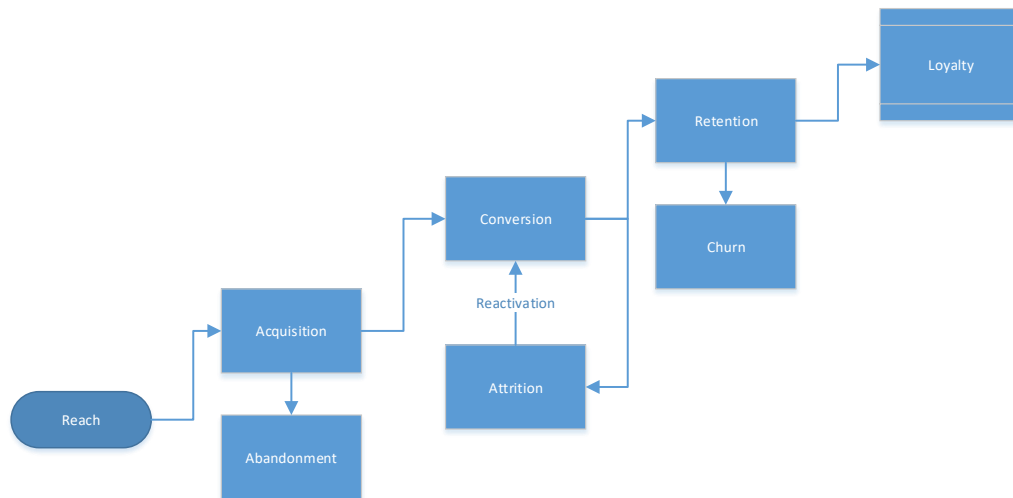 Loyalty
Retention
Conversion
Churn
Reactivation
Acquisition
Attrition
Reach
Abandonment